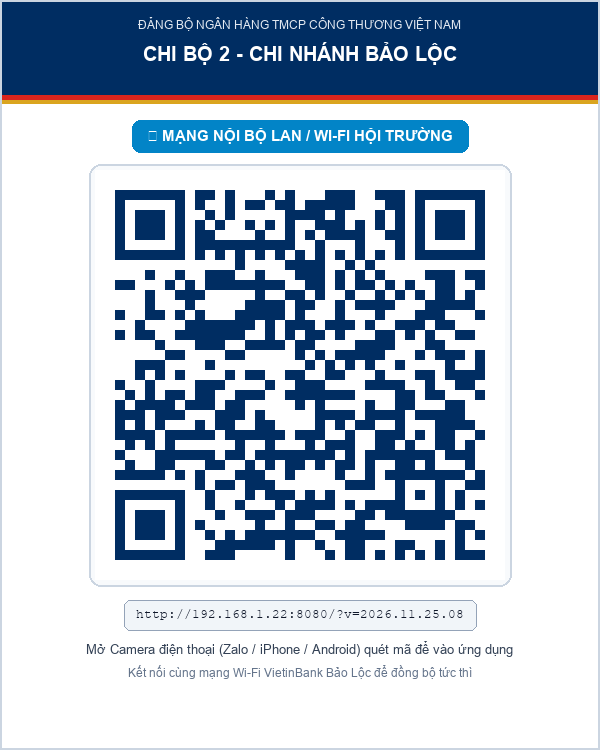 ĐẢNG BỘ NGÂN HÀNG TMCP CÔNG THƯƠNG VIỆT NAM
CHI BỘ 2 - CHI NHÁNH BẢO LỘC
MẠNG NỘI BỘ LAN / WI-FI HỘI TRƯỜNG
http://192.168.1.22:8080/?v=2026.11.25.08
Mở Camera điện thoại (Zalo / iPhone / Android) quét mã để vào ứng dụng
Kết nối cùng mạng Wi-Fi VietinBank Bảo Lộc để đồng bộ tức thì